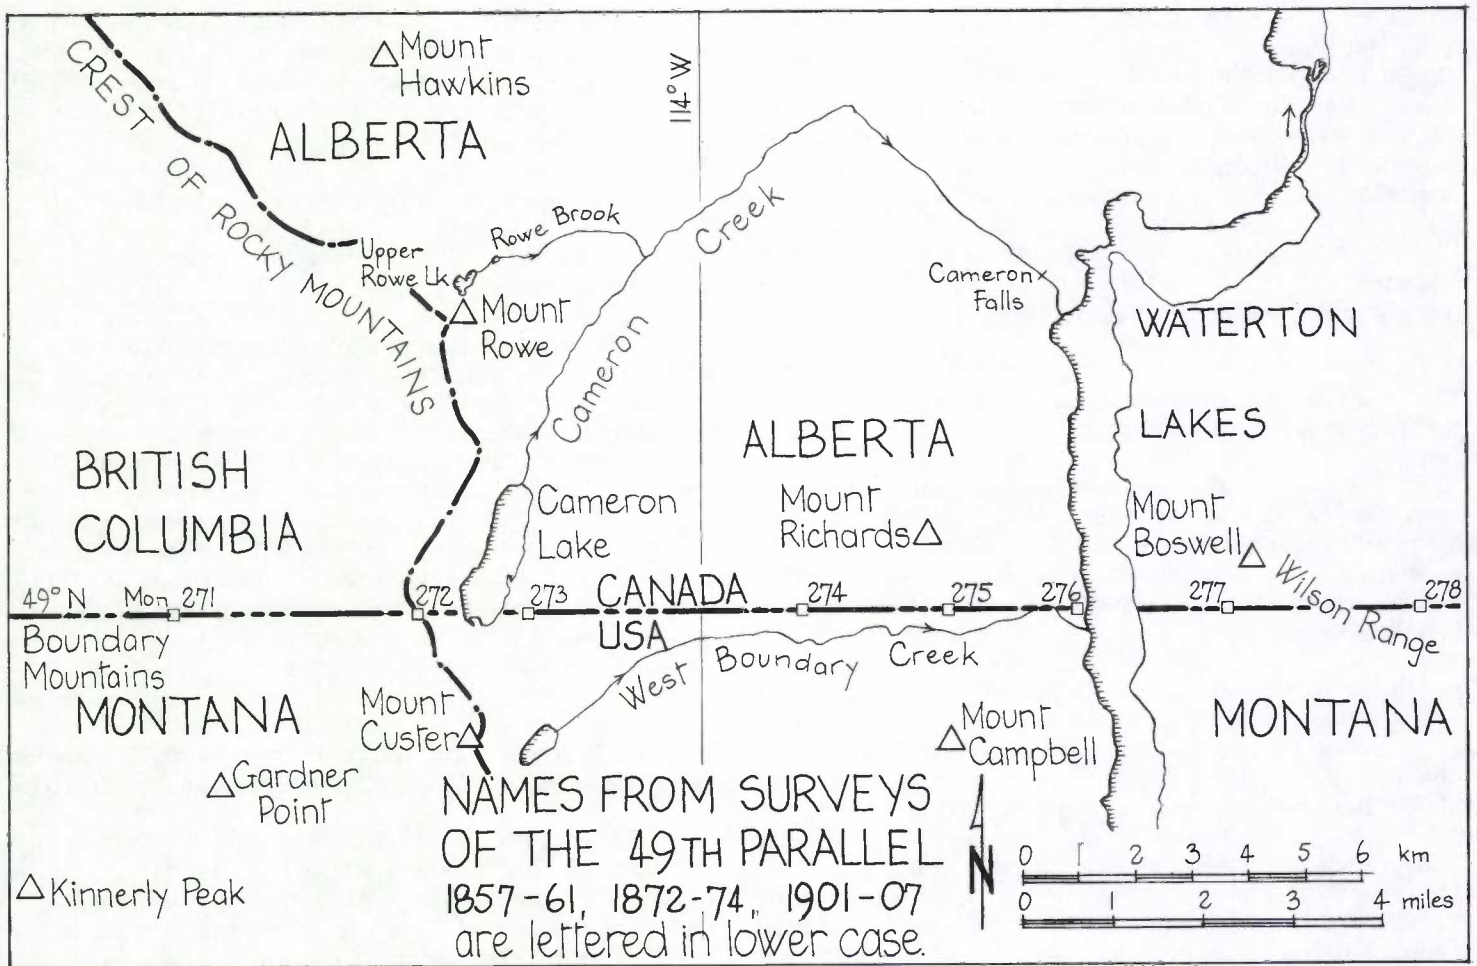 Mount
Hawkins
ALBERTA
114° W
CREST OF ROCKY MOUNTAINS
Upper
Rowe Lk
Rowe Brook
Mount
Rowe
Cameron Creek
Cameron
Falls
WATERTON
LAKES
BRITISH
COLUMBIA
Cameron
Lake
ALBERTA
Mount
Richards
Mount
Boswell
Wilson Range
49° N Mon 271 272 273 CANADA 274 275 276 277 278
USA
Boundary
Mountains
MONTANA
West Boundary Creek
Mount
Custer
Gardner
Point
Kinnerly Peak
Mount
Campbell
MONTANA
NAMES FROM SURVEYS
OF THE 49TH PARALLEL
1857-61, 1872-74, 1901-07
are lettered in lower case.
N
0 1 2 3 4 5 6 km
0 1 2 3 4 miles